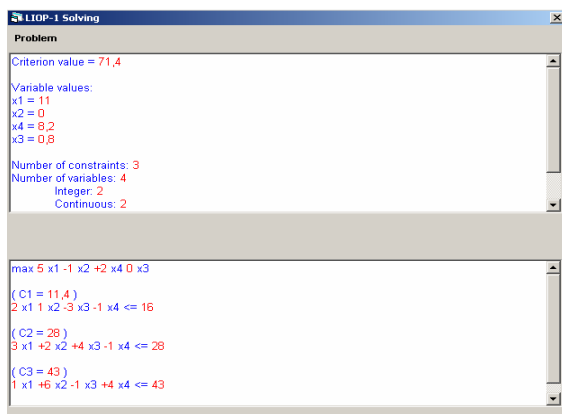 LIOP-1 Solving
Problem
Criterion value = 71,4
Variable values:
x1 = 11
x2 = 0
x4 = 8,2
x3 = 0,8
Number of constraints: 3
Number of variables: 4
Integer: 2
Continuous: 2
max 5 x1 -1 x2 +2 x4 0 x3
( C1 = 11,4 )
2 x1 1 x2 -3 x3 -1 x4 <= 16
( C2 = 28 )
3 x1 +2 x2 +4 x3 -1 x4 <= 28
( C3 = 43 )
1 x1 +6 x2 -1 x3 +4 x4 <= 43